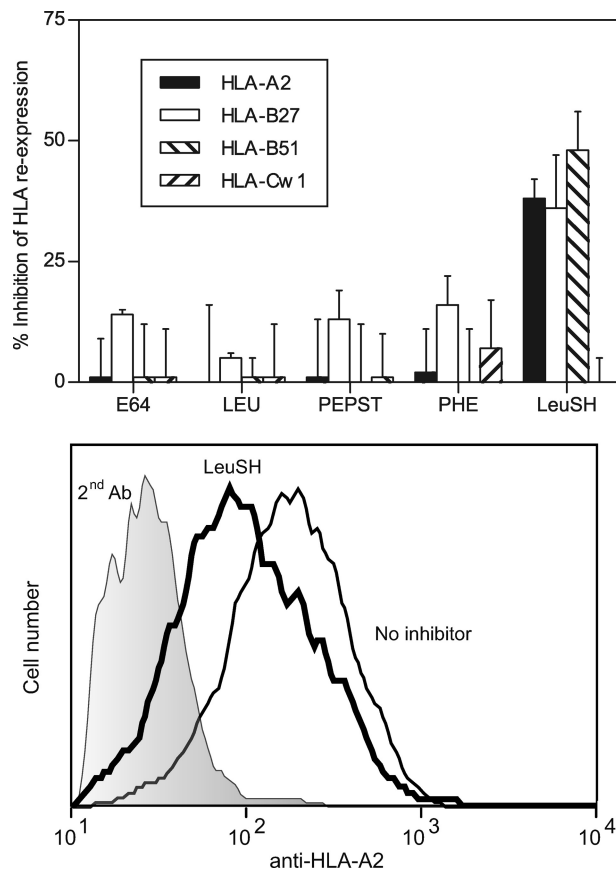 75
50
25
0
% Inhibition of HLA re-expression
HLA-A2
HLA-B27
HLA-B51
HLA-Cw1
E64 LEU PEPST PHE LeuSH
2nd Ab
LeuSH
No inhibitor
Cell number
10^1 10^2 10^3 10^4
anti-HLA-A2